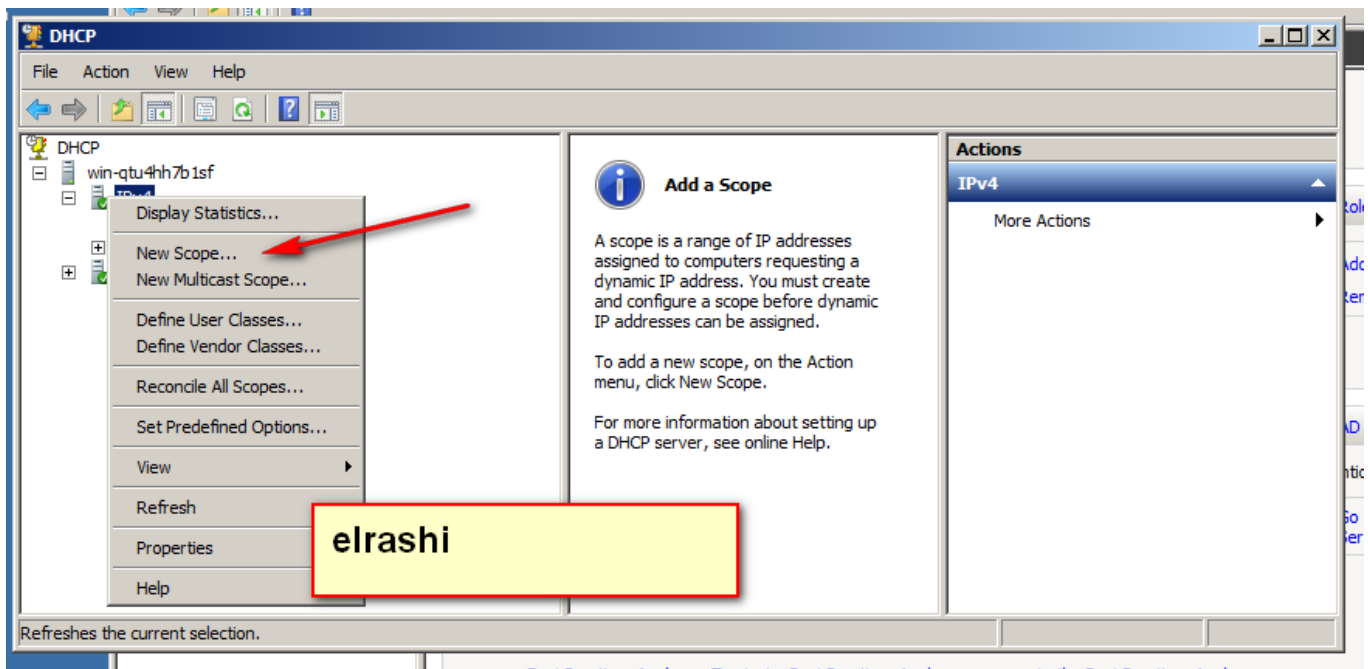 DHCP
File Action View Help
DHCP
win-qtu4hh7b1sf
IPv4
Display Statistics...
New Scope...
New Multicast Scope...
Define User Classes...
Define Vendor Classes...
Reconcile All Scopes...
Set Predefined Options...
View
Refresh
Properties
Help
elrashi
Add a Scope
A scope is a range of IP addresses
assigned to computers requesting a
dynamic IP address. You must create
and configure a scope before dynamic
IP addresses can be assigned.
To add a new scope, on the Action
menu, click New Scope.
For more information about setting up
a DHCP server, see online Help.
Actions
IPv4
More Actions
Refreshes the current selection.